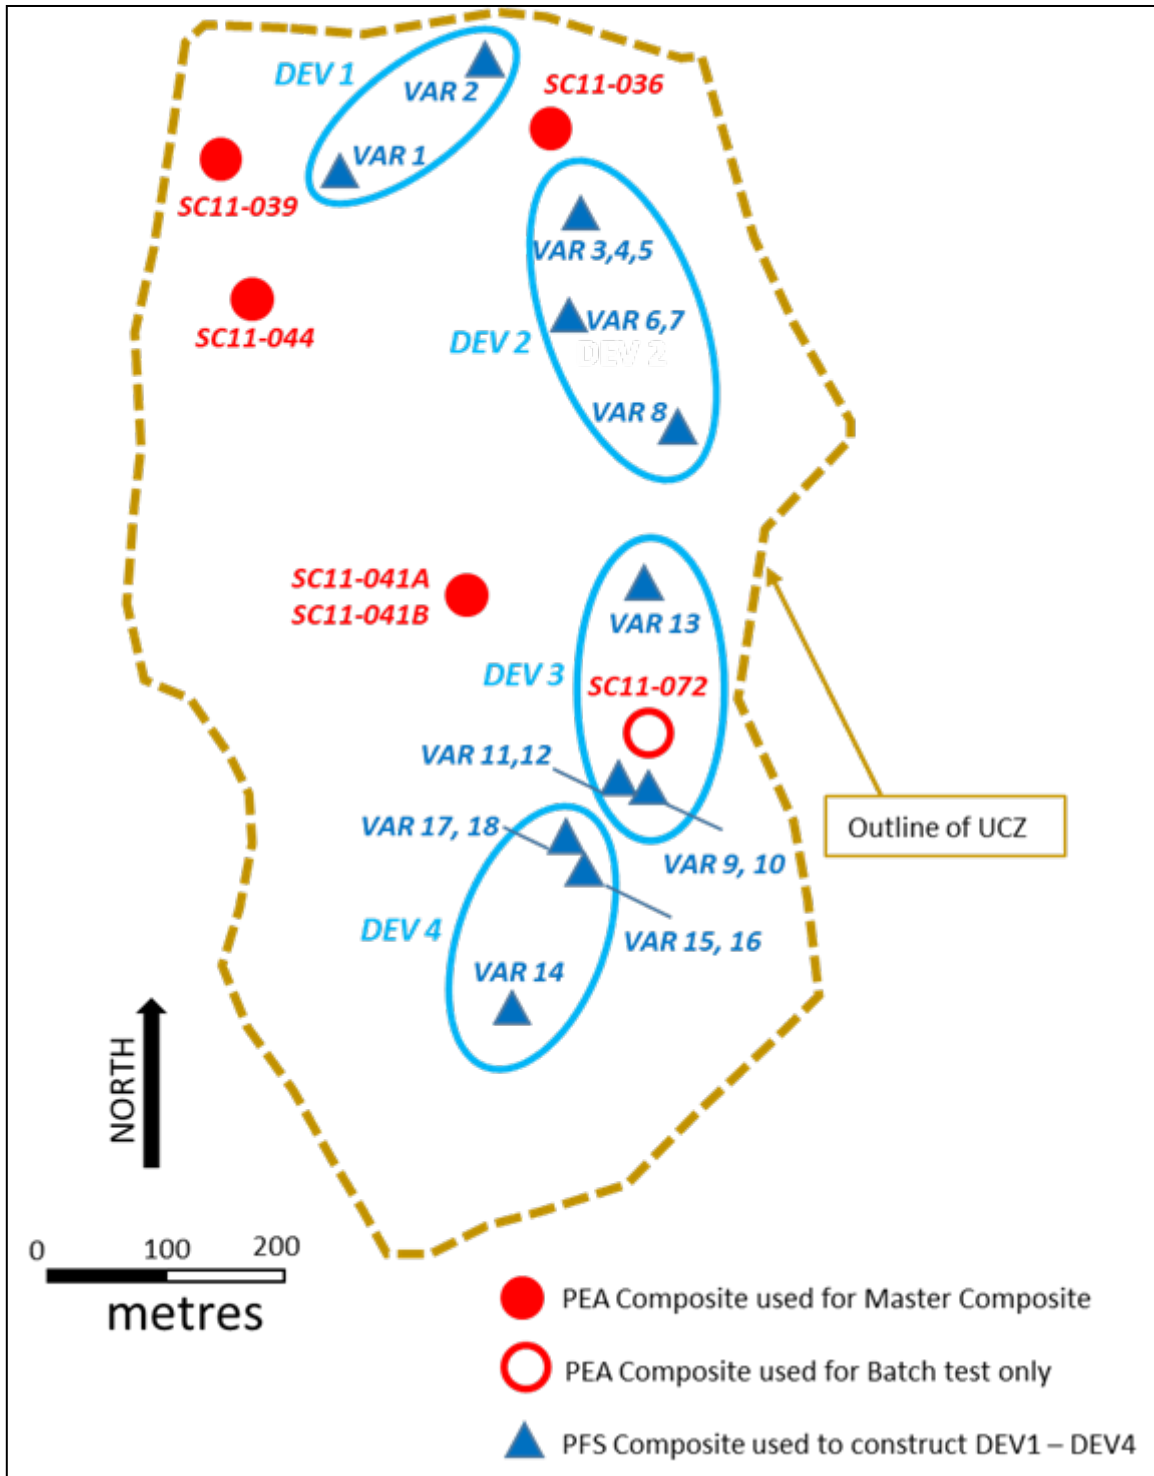 DEV 1
VAR 2
SC11-036
VAR 1
SC11-039
VAR 3,4,5
SC11-044
DEV 2
VAR 6,7
DEV 2
VAR 8
SC11-041A
SC11-041B
VAR 13
DEV 3
SC11-072
VAR 11,12
VAR 17, 18
Outline of UCZ
VAR 9, 10
DEV 4
VAR 15, 16
VAR 14
NORTH
0 100 200
metres
PEA Composite used for Master Composite
PEA Composite used for Batch test only
PFS Composite used to construct DEV1 – DEV4